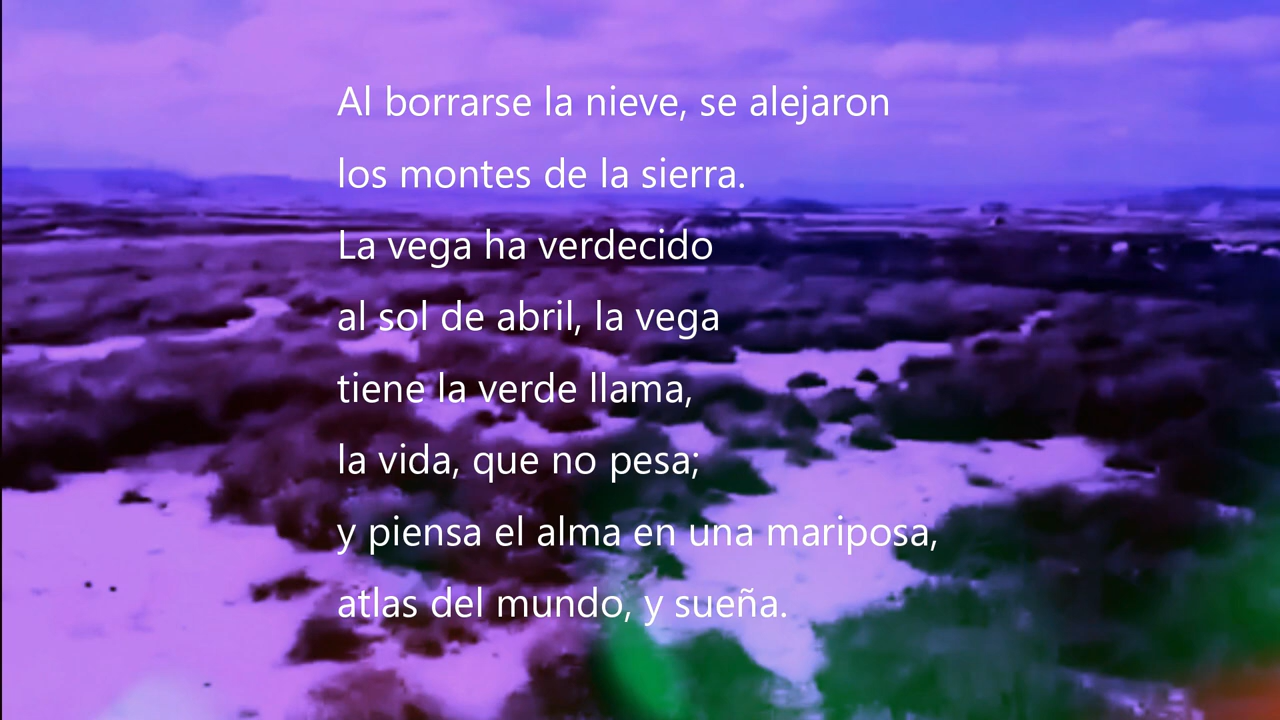 Al borrarse la nieve, se alejaron
los montes de la sierra.
La vega ha verdecido
al sol de abril, la vega
tiene la verde llama,
la vida, que no pesa;
y piensa el alma en una mariposa,
atlas del mundo, y sueña.